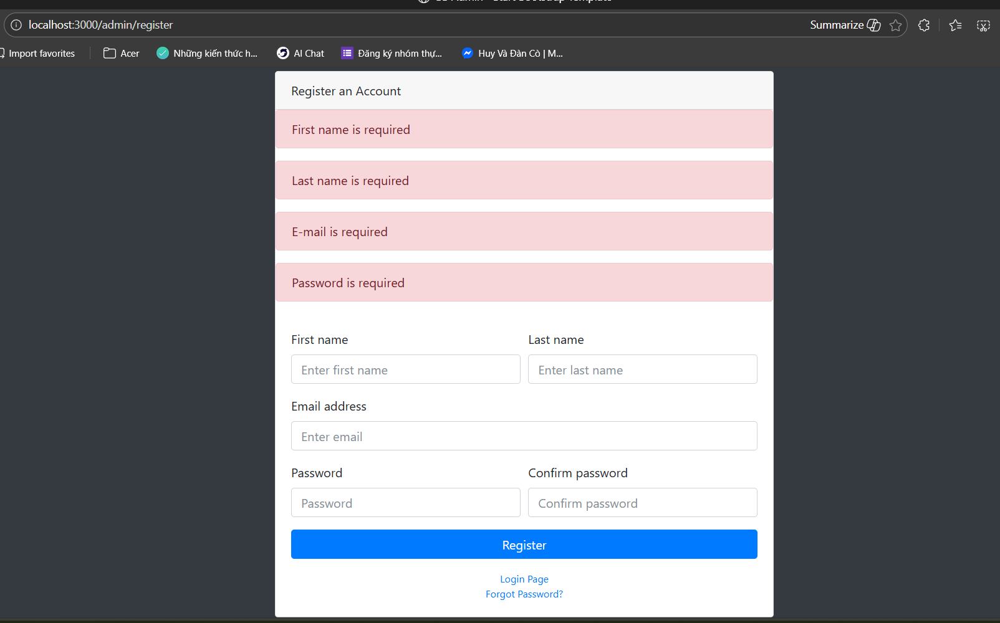 localhost:3000/admin/register
Summarize
Import favorites
Acer
Những kiến thức h...
AI Chat
Đăng ký nhóm thự...
Huy Và Đàn Cò | M...
Register an Account
First name is required
Last name is required
E-mail is required
Password is required
First name
Last name
Enter first name
Enter last name
Email address
Enter email
Password
Confirm password
Password
Confirm password
Register
Login Page
Forgot Password?